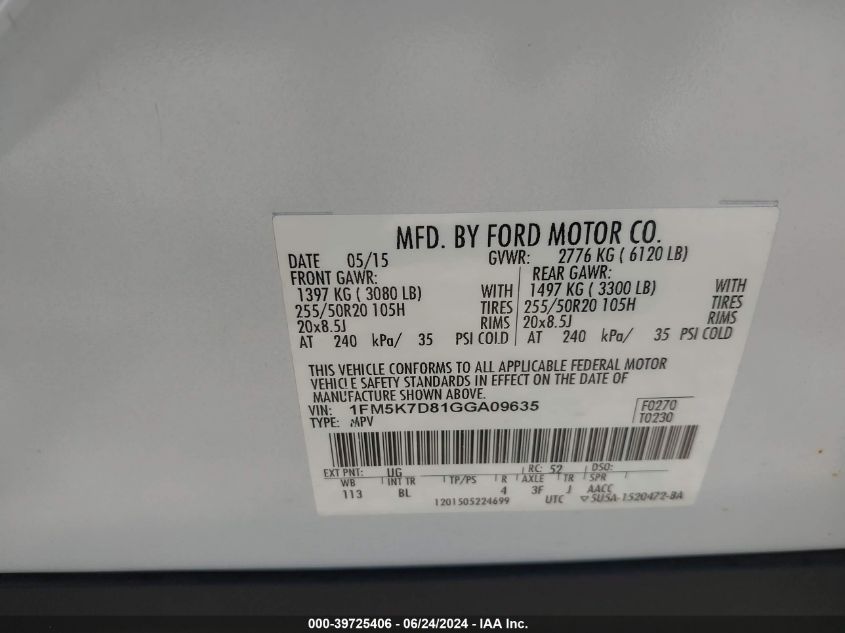 MFD. BY FORD MOTOR CO.
DATE 05/15 GVWR: 2776 KG ( 6120 LB)
FRONT GAWR: REAR GAWR:
1397 KG ( 3080 LB) WITH 1497 KG ( 3300 LB) WITH
255/50R20 105H TIRES 255/50R20 105H TIRES
20x8.5J RIMS 20x8.5J RIMS
AT 240 kPa/ 35 PSI COLD AT 240 kPa/ 35 PSI COLD
THIS VEHICLE CONFORMS TO ALL APPLICABLE FEDERAL MOTOR
VEHICLE SAFETY STANDARDS IN EFFECT ON THE DATE OF
MANUFACTURE SHOWN ABOVE.
VIN: 1FM5K7D81GGA09635 F0270
TYPE: MPV T0230
EXT PNT: UG RC: 52 DSO:
WB INT TR TP/PS R AXLE TR SPR
113 BL 4 3F J AACC
1201505224699 UTC ▽5U5A-1520472-BA
000-39725406 - 06/24/2024 - IAAI.com